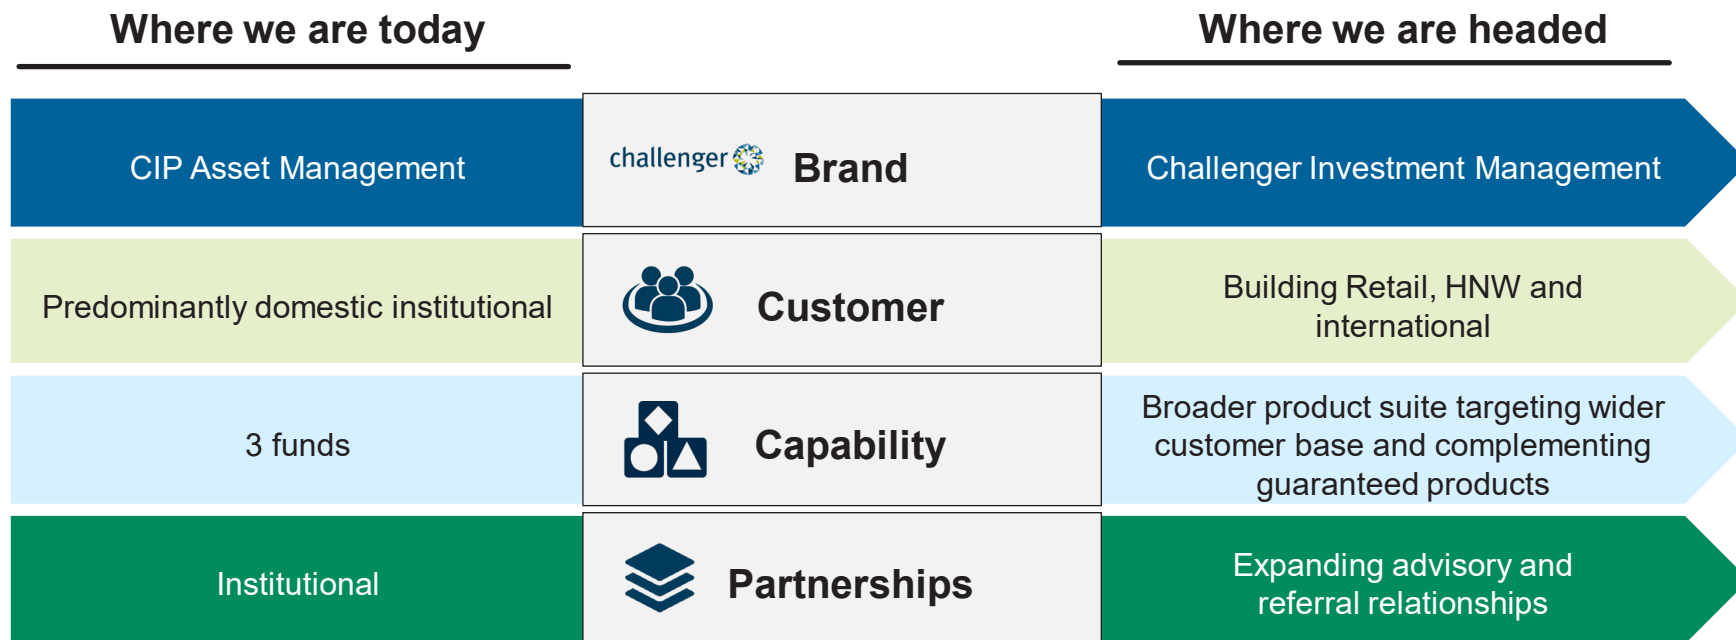 Where we are today
Where we are headed
CIP Asset Management
challenger
Brand
Challenger Investment Management
Predominantly domestic institutional
Customer
Building Retail, HNW and
international
3 funds
Capability
Broader product suite targeting wider
customer base and complementing
guaranteed products
Institutional
Partnerships
Expanding advisory and
referral relationships